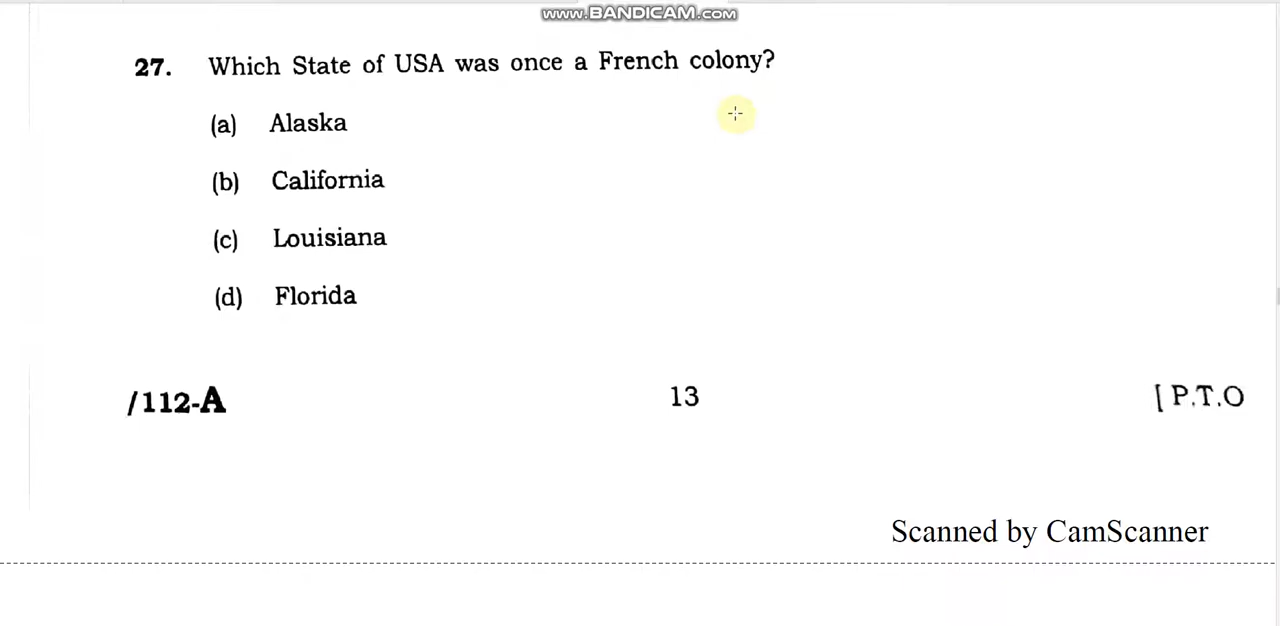 www.BANDICAM.com
27. Which State of USA was once a French colony?
(a) Alaska
(b) California
(c) Louisiana
(d) Florida
/112-A 13 [ P.T.O
Scanned by CamScanner